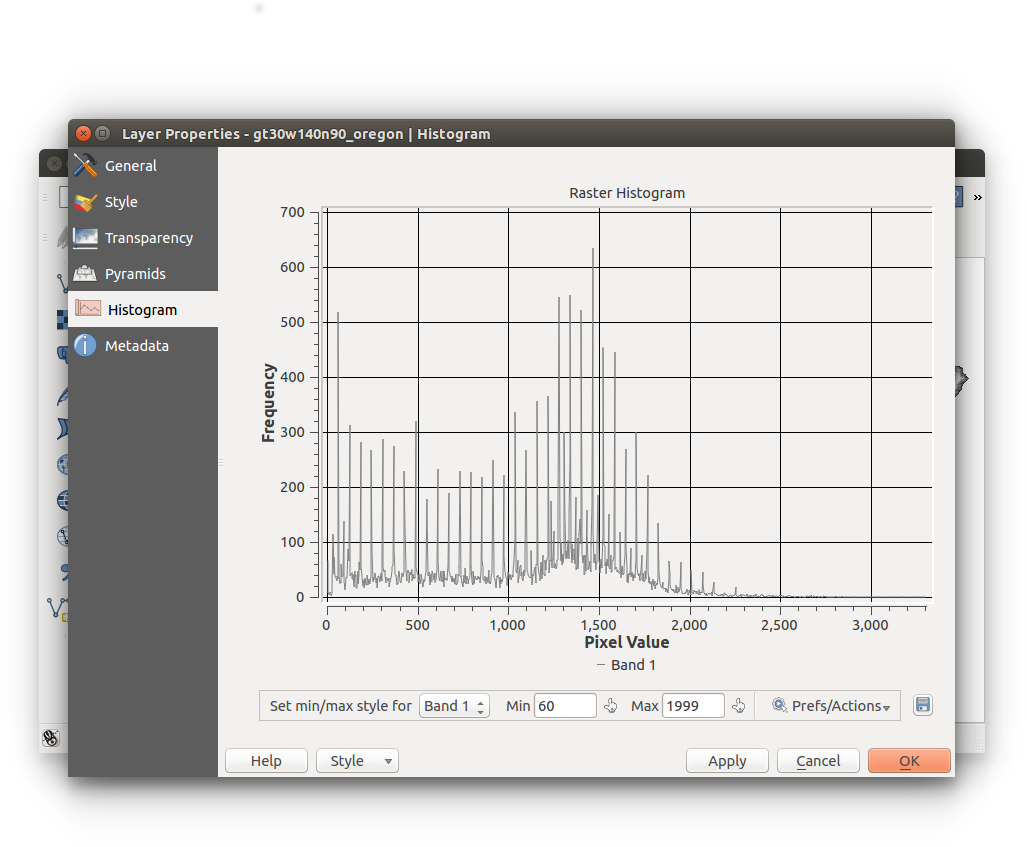 Layer Properties - gt30w140n90_oregon | Histogram
General
Style
Transparency
Pyramids
Histogram
Metadata
»
Raster Histogram
700
600
500
400
300
200
100
0
Frequency
0 500 1,000 1,500 2,000 2,500 3,000
Pixel Value
Band 1
Set min/max style for Band 1 Min 60 Max 1999 Prefs/Actions
Help Style Apply Cancel OK